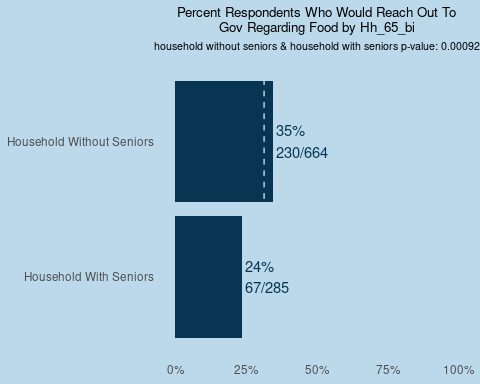 Percent Respondents Who Would Reach Out To
Gov Regarding Food by Hh_65_bi
household without seniors & household with seniors p-value: 0.00092
Household Without Seniors
35%
230/664
Household With Seniors
24%
67/285
0% 25% 50% 75% 100%